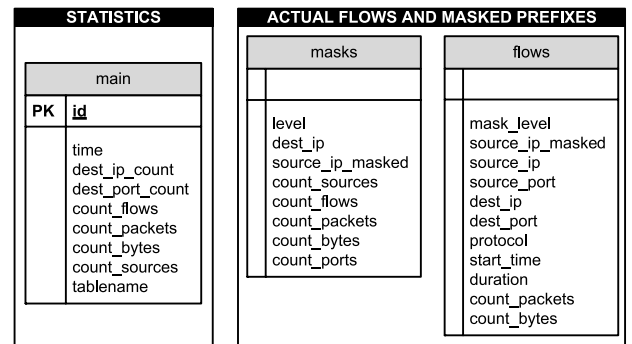 STATISTICS
main
PK id
time
dest_ip_count
dest_port_count
count_flows
count_packets
count_bytes
count_sources
tablename
ACTUAL FLOWS AND MASKED PREFIXES
masks
level
dest_ip
source_ip_masked
count_sources
count_flows
count_packets
count_bytes
count_ports
flows
mask_level
source_ip_masked
source_ip
source_port
dest_ip
dest_port
protocol
start_time
duration
count_packets
count_bytes